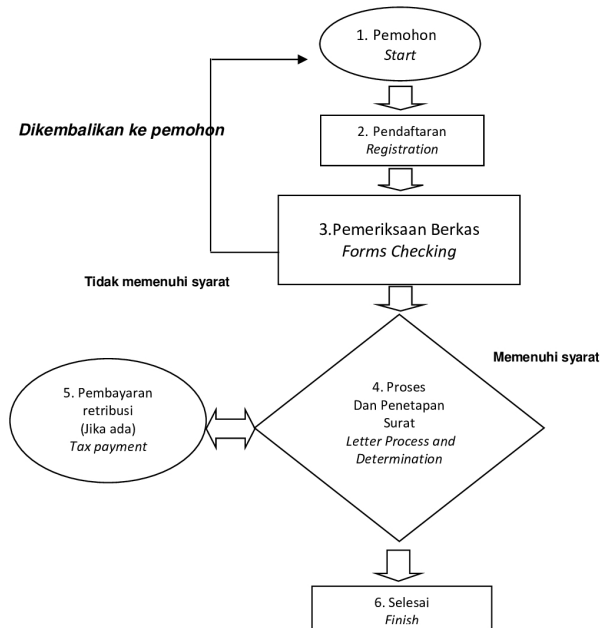 1. Pemohon
Start
Dikembalikan ke pemohon
2. Pendaftaran
Registration
3.Pemeriksaan Berkas
Forms Checking
Tidak memenuhi syarat
Memenuhi syarat
4. Proses
Dan Penetapan
Surat
Letter Process and
Determination
5. Pembayaran
retribusi
(Jika ada)
Tax payment
6. Selesai
Finish